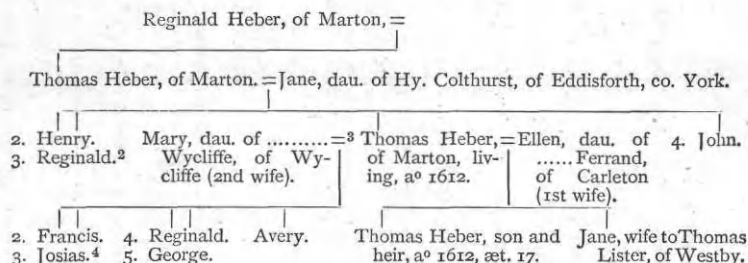 Reginald Heber, of Marton, =
Thomas Heber, of Marton. = Jane, dau. of Hy. Colthurst, of Eddisforth, co. York.
2. Henry. Mary, dau. of .......... =³ Thomas Heber, = Ellen, dau. of 4. John.
3. Reginald.² Wycliffe, of Wy- of Marton, liv- ...... Ferrand,
cliffe (2nd wife). ing, aº 1612. of Carleton
(1st wife).
2. Francis. 4. Reginald. Avery. Thomas Heber, son and Jane, wife to Thomas
3. Josias.⁴ 5. George. heir, aº 1612, æt. 17. Lister, of Westby.